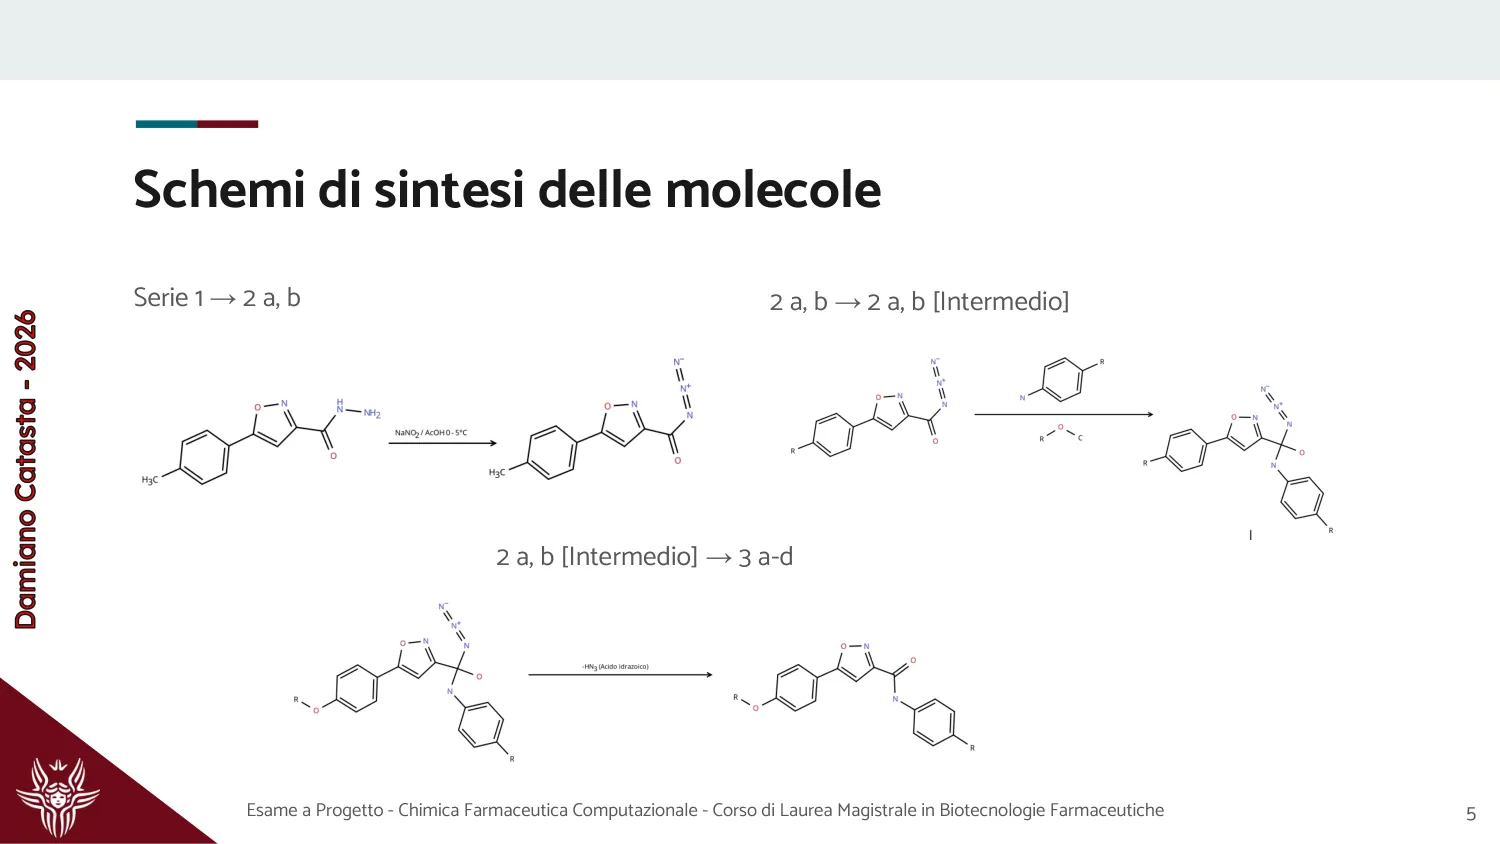 Schemi di sintesi delle molecole
Serie 1 → 2 a, b
H3C
O
N
H
N
NH2
O
NaNO2 / AcOH 0 - 5°C
H3C
O
N
N−
N+
N
O
2 a, b → 2 a, b [Intermedio]
R
O
N
N−
N+
N
O
N
R
R
O
C
R
O
N
N−
N+
N
O
N
R
I
2 a, b [Intermedio] → 3 a-d
R
O
O
N
N−
N+
N
O
N
R
-HN3 (Acido idrazoico)
R
O
O
N
O
N
R
Damiano Catasta - 2026
Esame a Progetto - Chimica Farmaceutica Computazionale - Corso di Laurea Magistrale in Biotecnologie Farmaceutiche
5